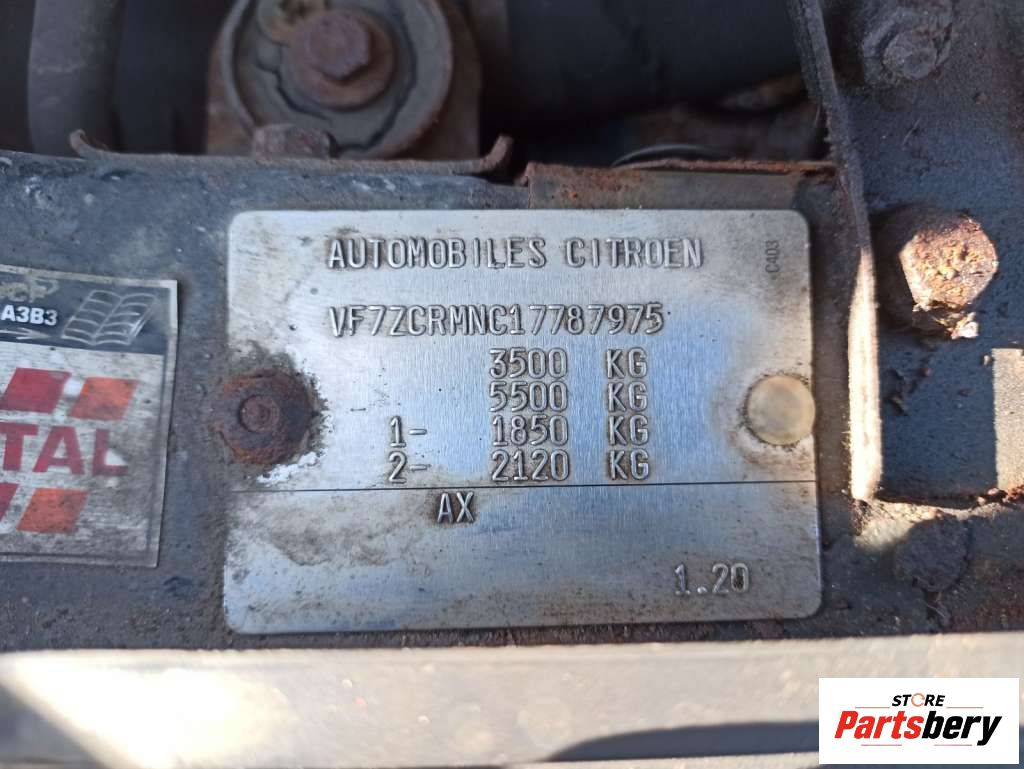 AUTOMOBILES CITROEN
C403
VF7ZCRMNC17787975
3500 KG
5500 KG
1- 1850 KG
2- 2120 KG
AX
1.20
A3B3
TAL
STORE
Partsbery